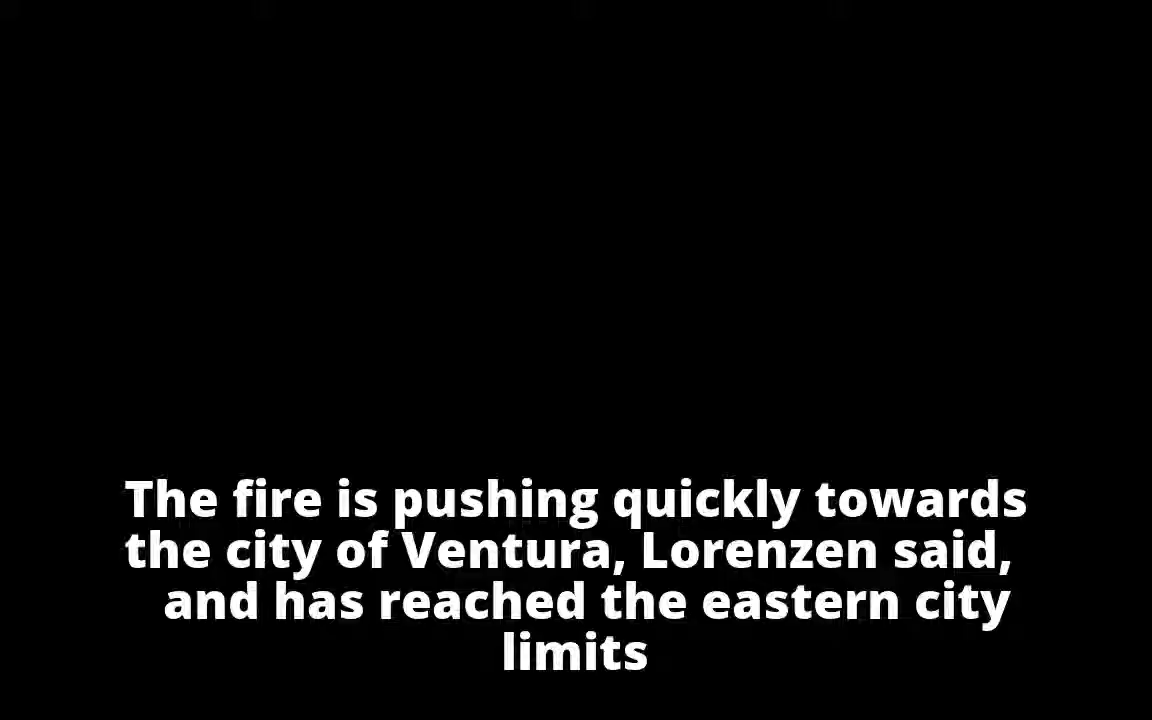 The fire is pushing quickly towards
the city of Ventura, Lorenzen said,
and has reached the eastern city
limits